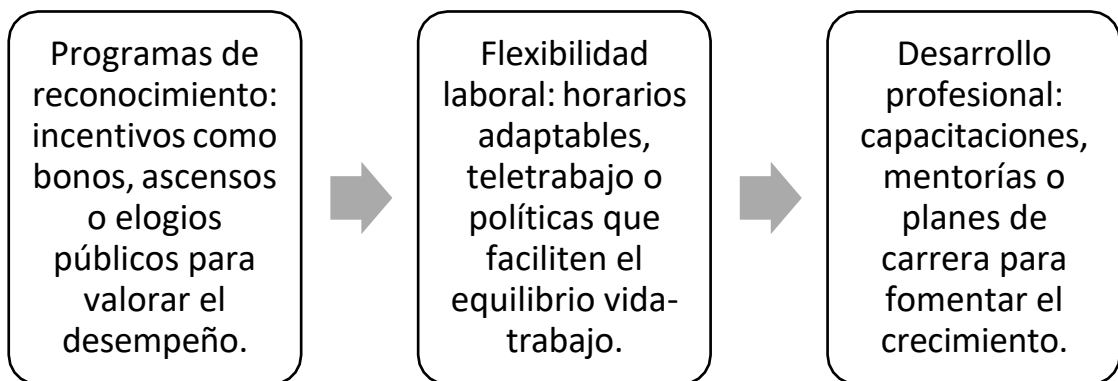 Programas de
reconocimiento:
incentivos como
bonos, ascensos
o elogios
públicos para
valorar el
desempeño.
Flexibilidad
laboral: horarios
adaptables,
teletrabajo o
políticas que
faciliten el
equilibrio vida-
trabajo.
Desarrollo
profesional:
capacitaciones,
mentorías o
planes de
carrera para
fomentar el
crecimiento.